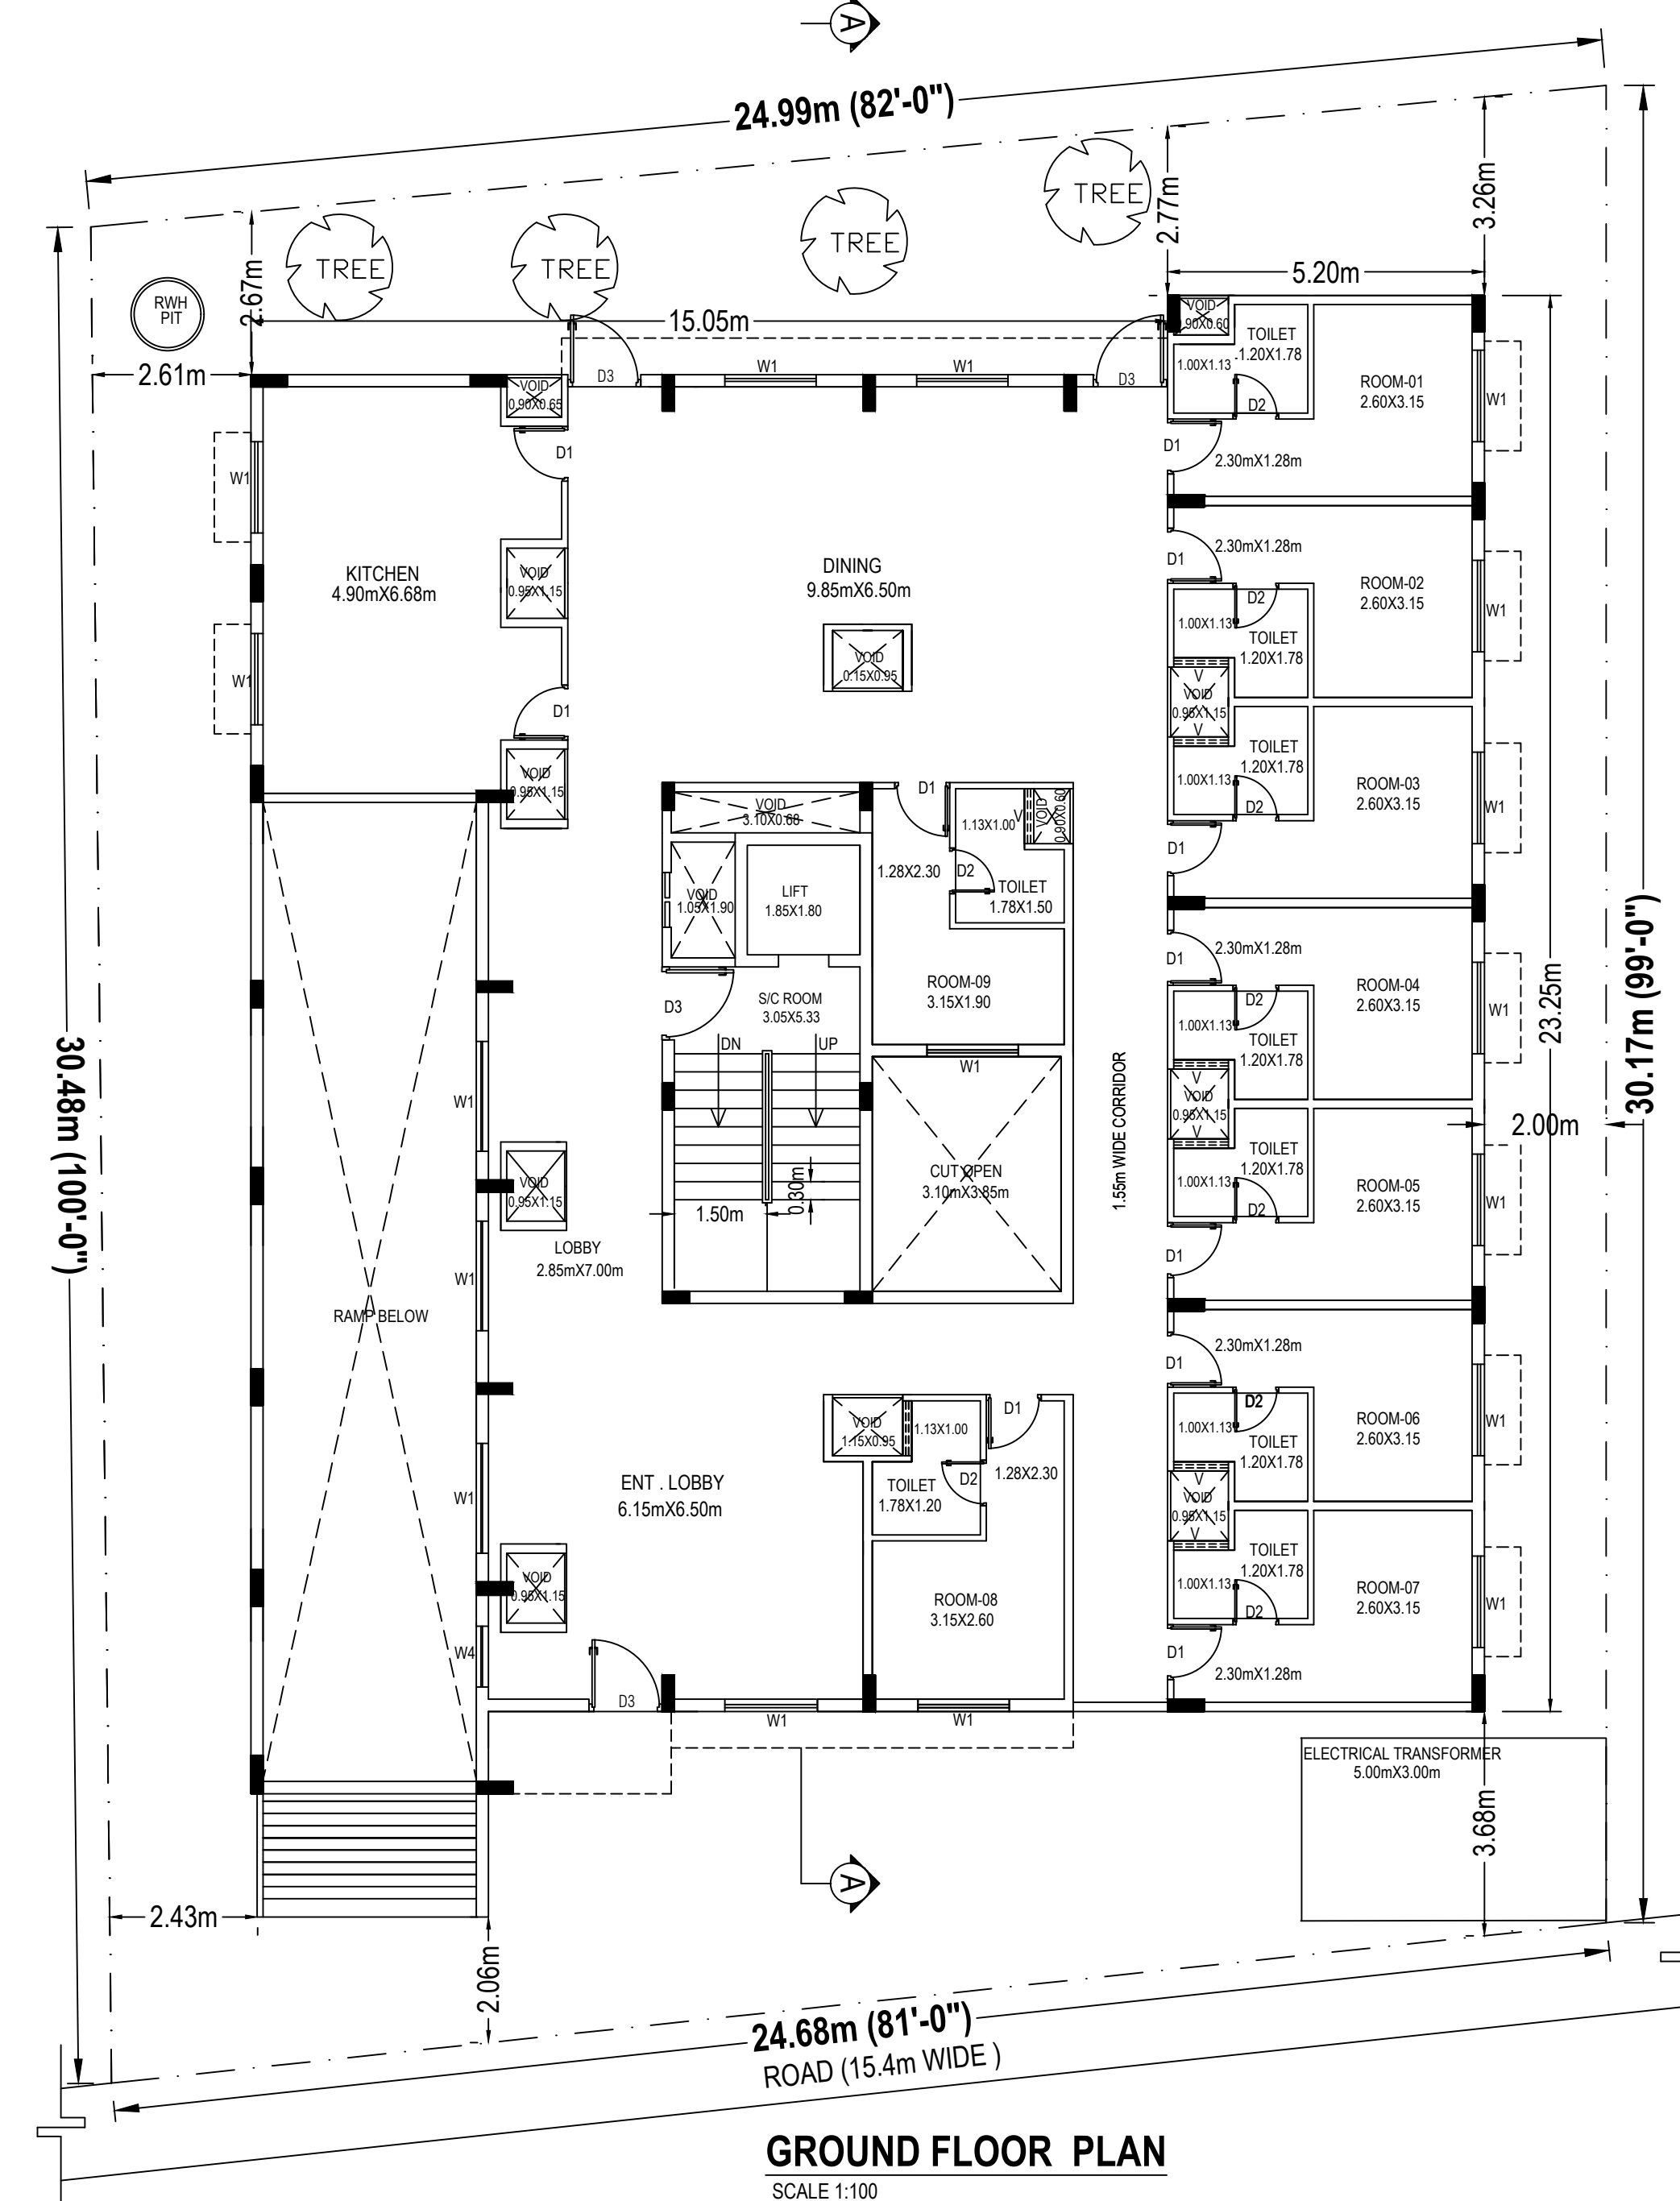 A
24.99m (82'-0")
TREE
TREE
TREE
TREE
2.77m
3.26m
RWH
PIT
2.67m
15.05m
5.20m
2.61m
VOID
0.90X0.65
D3
W1
W1
D3
VOID
0.90X0.60
TOILET
1.20X1.78
1.00X1.13
D2
ROOM-01
2.60X3.15
W1
D1
D1
2.30mX1.28m
W1
KITCHEN
4.90mX6.68m
VOID
0.95X1.15
DINING
9.85mX6.50m
D1
2.30mX1.28m
D2
1.00X1.13
TOILET
1.20X1.78
ROOM-02
2.60X3.15
W1
W1
D1
VOID
0.15X0.95
V
VOID
0.95X1.15
V
VOID
0.95X1.15
TOILET
1.20X1.78
1.00X1.13
D2
ROOM-03
2.60X3.15
W1
D1
VOID
3.10X0.68
D1
1.13X1.00
V
VOID
0.90X0.60
VOID
1.05X1.90
LIFT
1.85X1.80
1.28X2.30
D2
TOILET
1.78X1.50
D3
S/C ROOM
3.05X5.33
ROOM-09
3.15X1.90
DN
UP
W1
D1
2.30mX1.28m
D2
1.00X1.13
TOILET
1.20X1.78
ROOM-04
2.60X3.15
W1
23.25m
30.17m (99'-0")
30.48m (100'-0")
W1
1.55m WIDE CORRIDOR
V
VOID
0.95X1.15
V
2.00m
VOID
0.95X1.15
1.50m
0.30m
CUT OPEN
3.10mX3.85m
TOILET
1.20X1.78
1.00X1.13
D2
ROOM-05
2.60X3.15
W1
D1
LOBBY
2.85mX7.00m
W1
RAMP BELOW
D1
2.30mX1.28m
D2
1.00X1.13
TOILET
1.20X1.78
ROOM-06
2.60X3.15
W1
VOID
1.15X0.95
1.13X1.00
D1
D2
1.28X2.30
TOILET
1.78X1.20
ENT . LOBBY
6.15mX6.50m
W1
V
VOID
0.95X1.15
V
VOID
0.95X1.15
TOILET
1.20X1.78
1.00X1.13
D2
ROOM-07
2.60X3.15
W1
ROOM-08
3.15X2.60
W4
D1
2.30mX1.28m
D3
W1
W1
ELECTRICAL TRANSFORMER
5.00mX3.00m
3.68m
A
2.43m
2.06m
24.68m (81'-0")
ROAD (15.4m WIDE )
GROUND FLOOR PLAN
SCALE 1:100